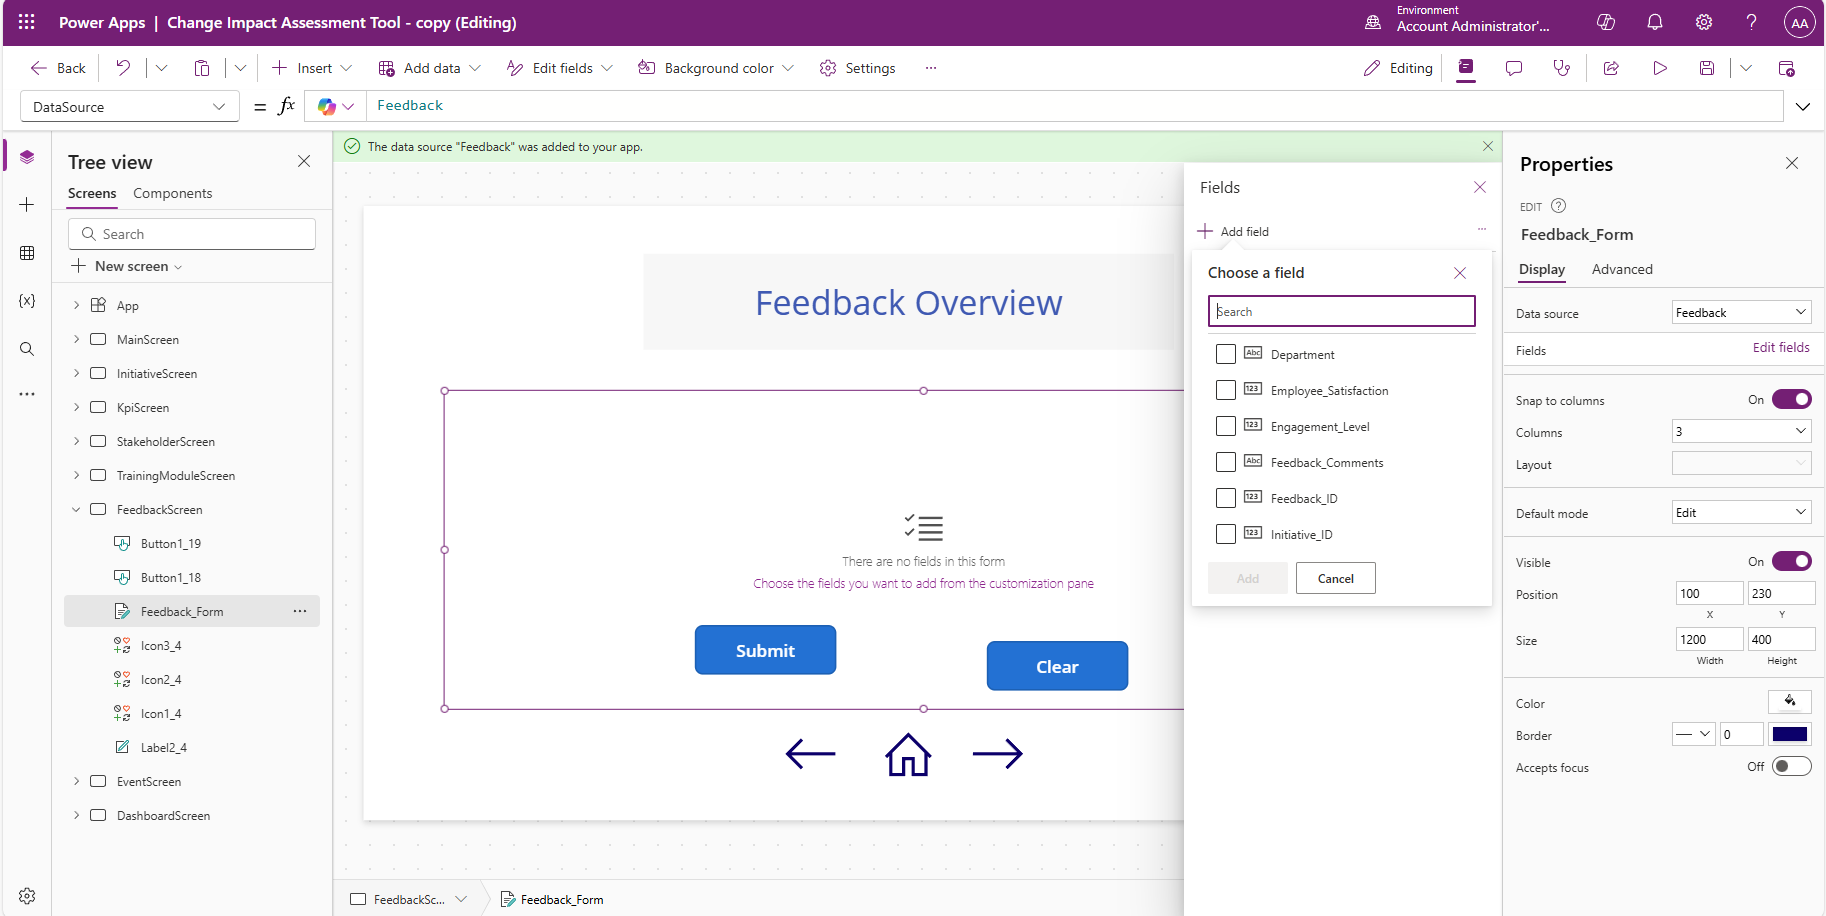 Power Apps | Change Impact Assessment Tool - copy (Editing)
Environment
Account Administrator'...
AA
Back
Insert
Add data
Edit fields
Background color
Settings
Editing
DataSource
= fx
Feedback
Tree view
Screens
Components
Search
New screen
App
MainScreen
InitiativeScreen
KpiScreen
StakeholderScreen
TrainingModuleScreen
FeedbackScreen
Button1_19
Button1_18
Feedback_Form
Icon3_4
Icon2_4
Icon1_4
Label2_4
EventScreen
DashboardScreen
The data source "Feedback" was added to your app.
Feedback Overview
There are no fields in this form
Choose the fields you want to add from the customization pane
Submit
Clear
FeedbackSc...
Feedback_Form
Fields
Add field
Choose a field
Search
Abc Department
123 Employee_Satisfaction
123 Engagement_Level
Abc Feedback_Comments
123 Feedback_ID
123 Initiative_ID
Add
Cancel
Properties
EDIT
Feedback_Form
Display
Advanced
Data source
Feedback
Fields
Edit fields
Snap to columns
On
Columns
3
Layout
Default mode
Edit
Visible
On
Position
100
230
X
Y
Size
1200
400
Width
Height
Color
Border
0
Accepts focus
Off